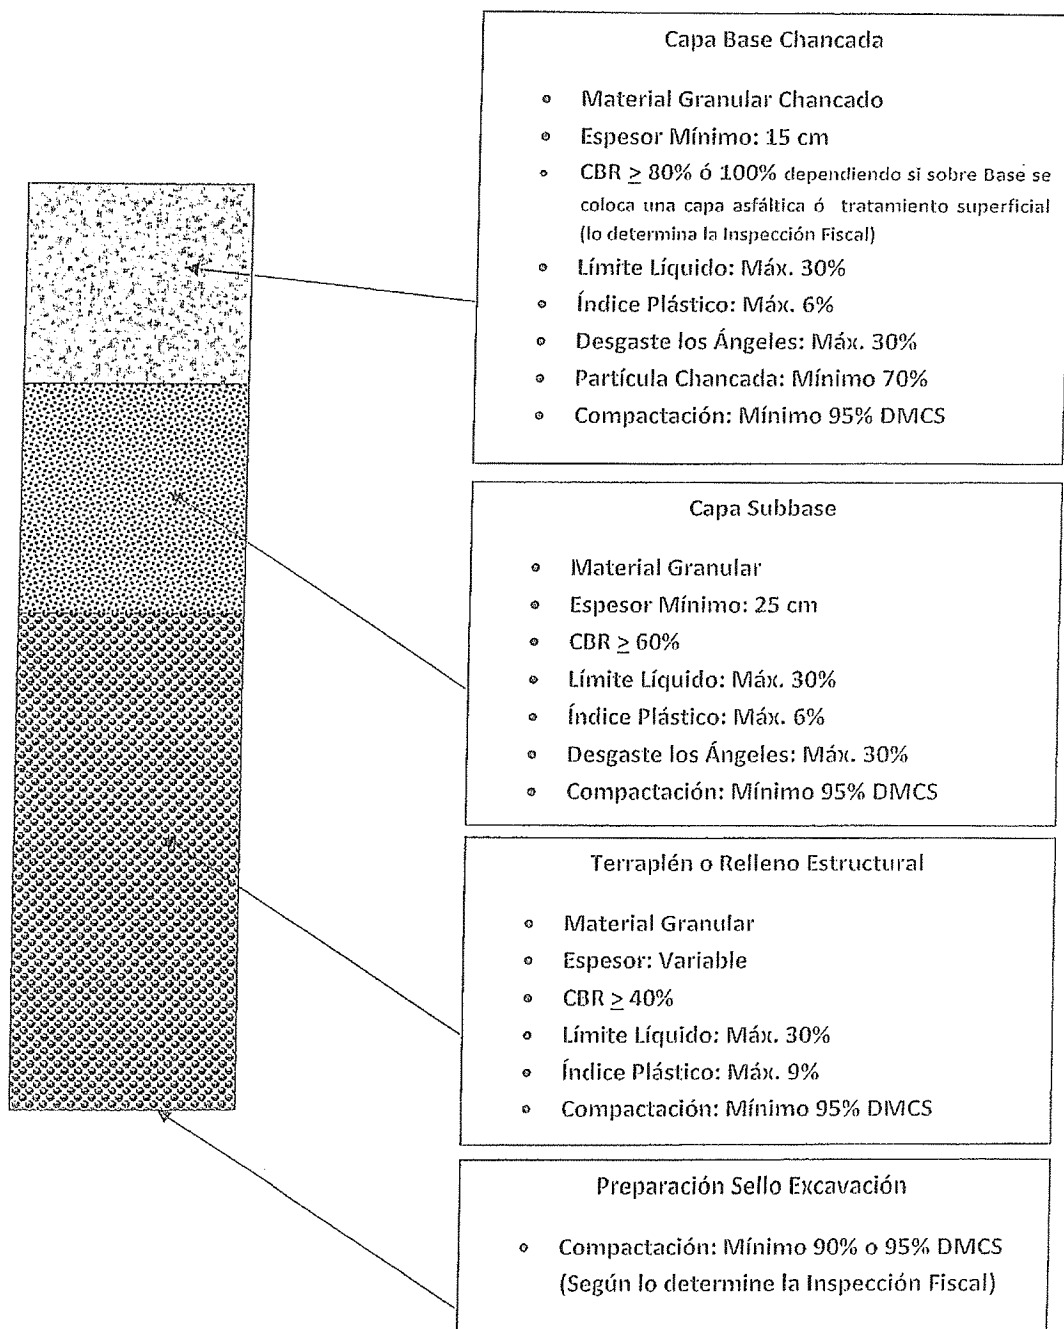 Capa Base Chancada
• Material Granular Chancado
• Espesor Mínimo: 15 cm
• CBR ≥ 80% ó 100% dependiendo si sobre Base se
coloca una capa asfáltica ó tratamiento superficial
(lo determina la Inspección Fiscal)
• Límite Líquido: Máx. 30%
• Índice Plástico: Máx. 6%
• Desgaste los Ángeles: Máx. 30%
• Partícula Chancada: Mínimo 70%
• Compactación: Mínimo 95% DMCS
Capa Subbase
• Material Granular
• Espesor Mínimo: 25 cm
• CBR ≥ 60%
• Límite Líquido: Máx. 30%
• Índice Plástico: Máx. 6%
• Desgaste los Ángeles: Máx. 30%
• Compactación: Mínimo 95% DMCS
Terraplén o Relleno Estructural
• Material Granular
• Espesor: Variable
• CBR ≥ 40%
• Límite Líquido: Máx. 30%
• Índice Plástico: Máx. 9%
• Compactación: Mínimo 95% DMCS
Preparación Sello Excavación
• Compactación: Mínimo 90% o 95% DMCS
(Según lo determine la Inspección Fiscal)